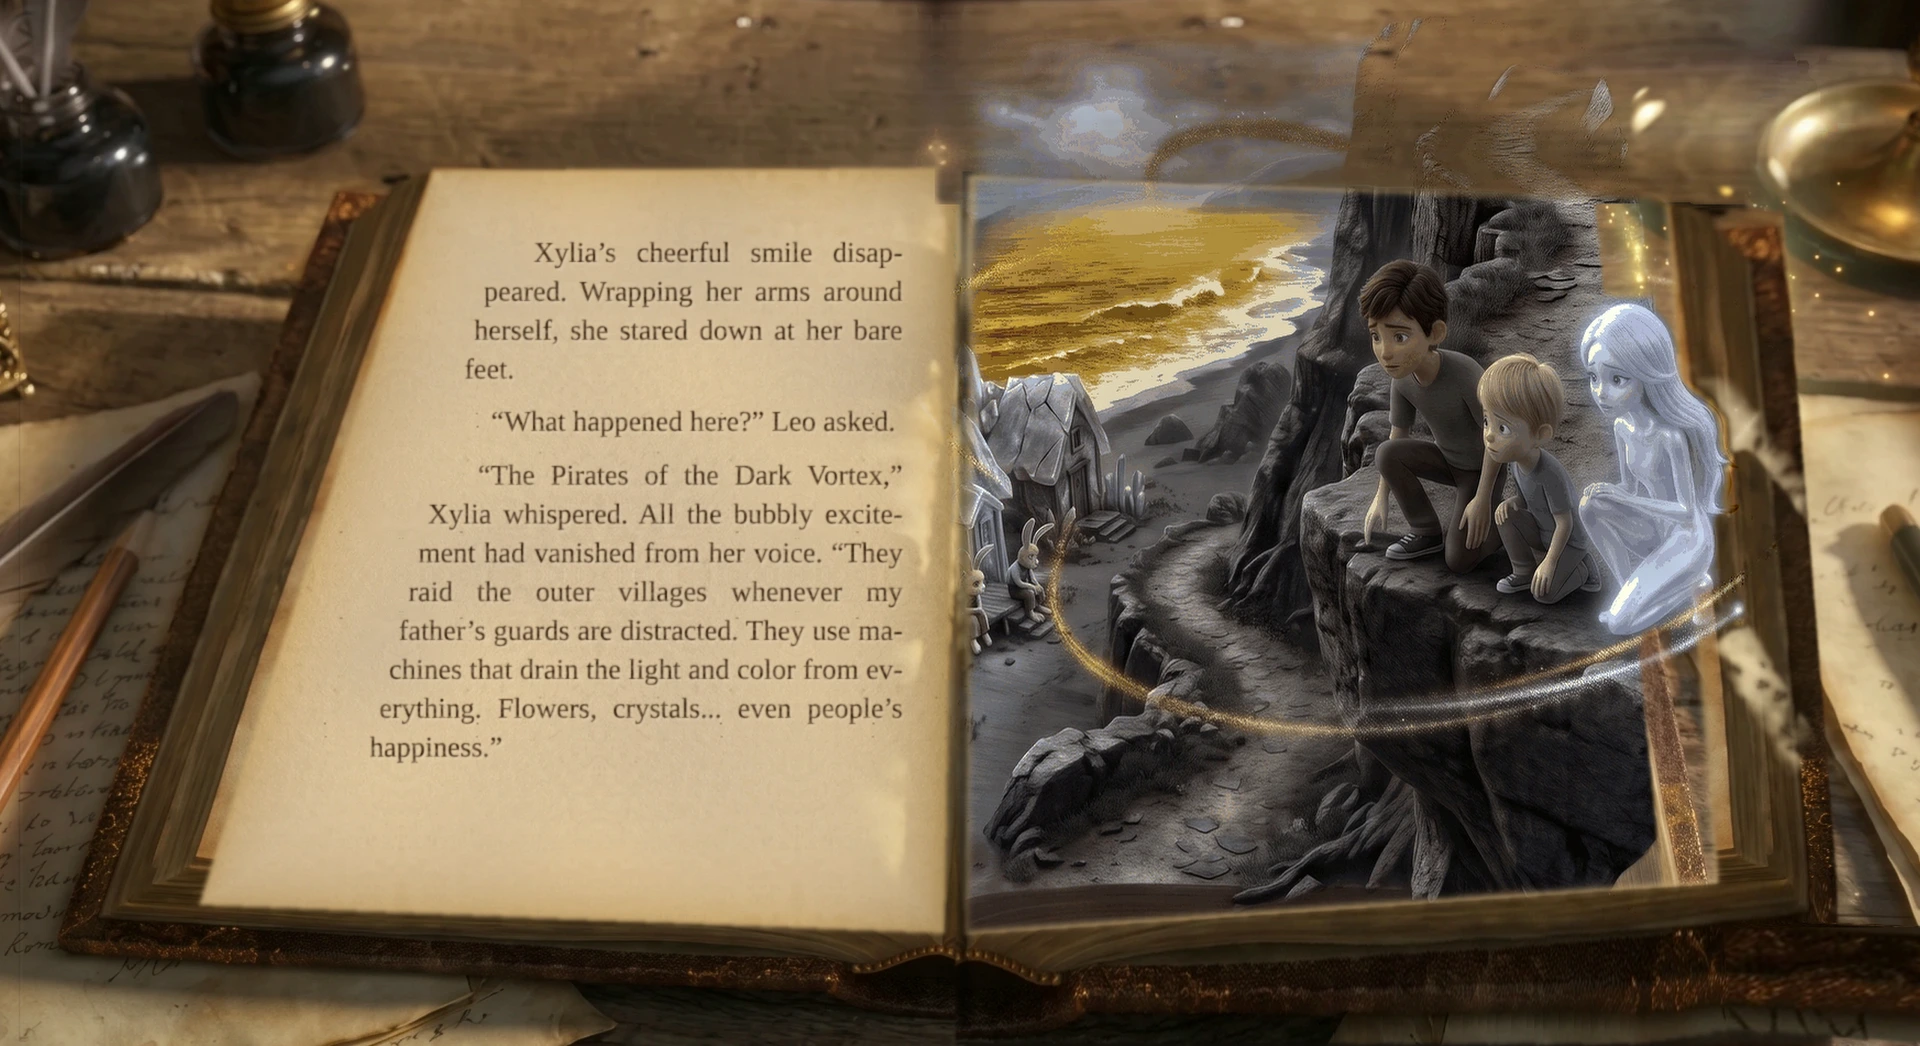 Xylia’s cheerful smile disap-
peared. Wrapping her arms around
herself, she stared down at her bare
feet.
“What happened here?” Leo asked.
“The Pirates of the Dark Vortex,”
Xylia whispered. All the bubbly excite-
ment had vanished from her voice. “They
raid the outer villages whenever my
father’s guards are distracted. They use ma-
chines that drain the light and color from ev-
erything. Flowers, crystals... even people’s
happiness.”